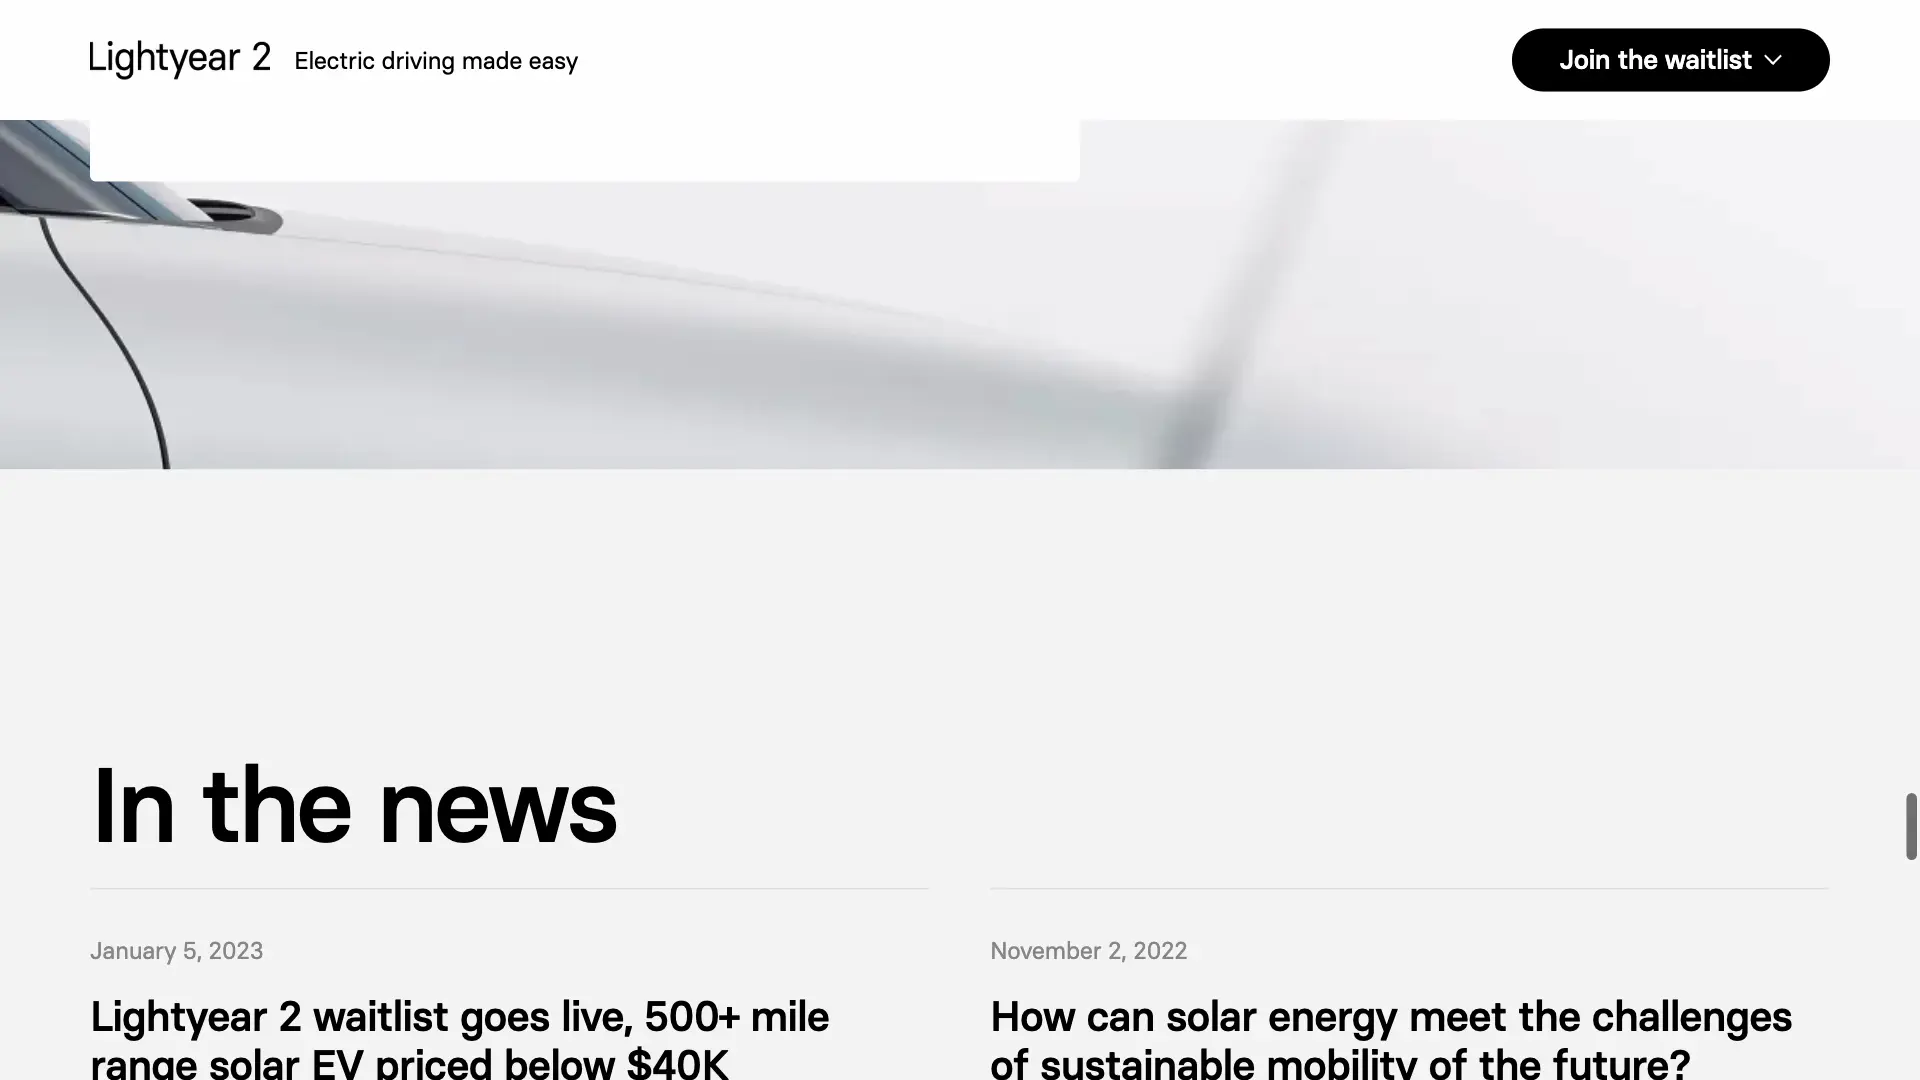 Lightyear 2 Electric driving made easy
Join the waitlist
In the news
January 5, 2023
Lightyear 2 waitlist goes live, 500+ mile
range solar EV priced below $40K
November 2, 2022
How can solar energy meet the challenges
of sustainable mobility of the future?